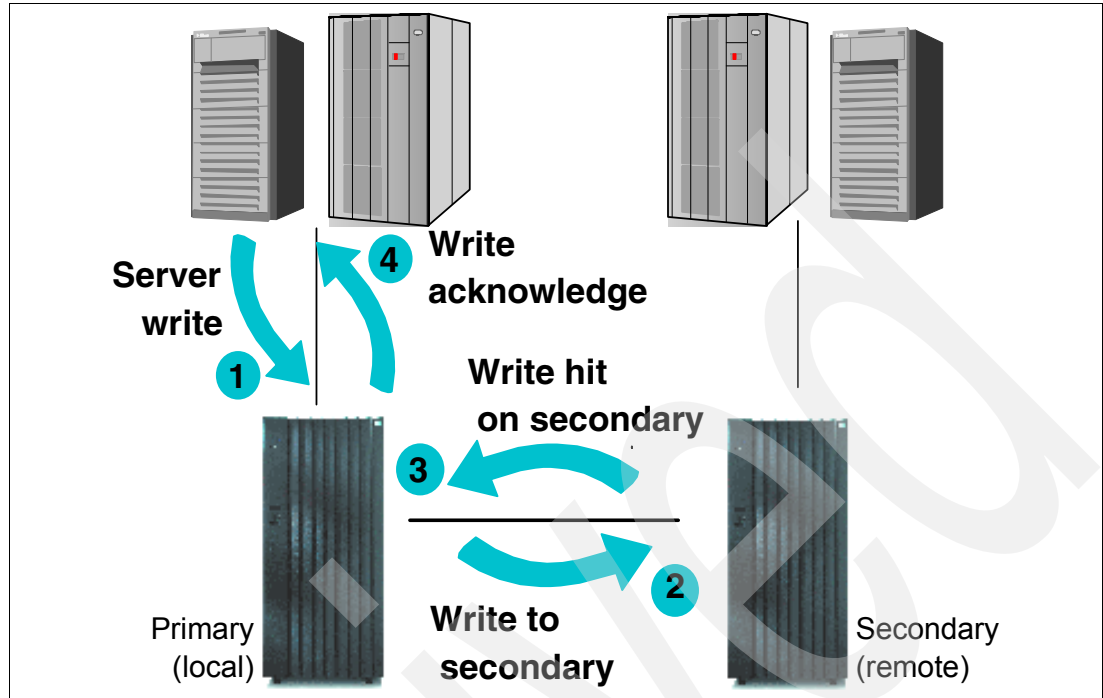 Server
write
1
4
Write
acknowledge
Write hit
on secondary
3
2
Write to
secondary
Primary
(local)
Secondary
(remote)